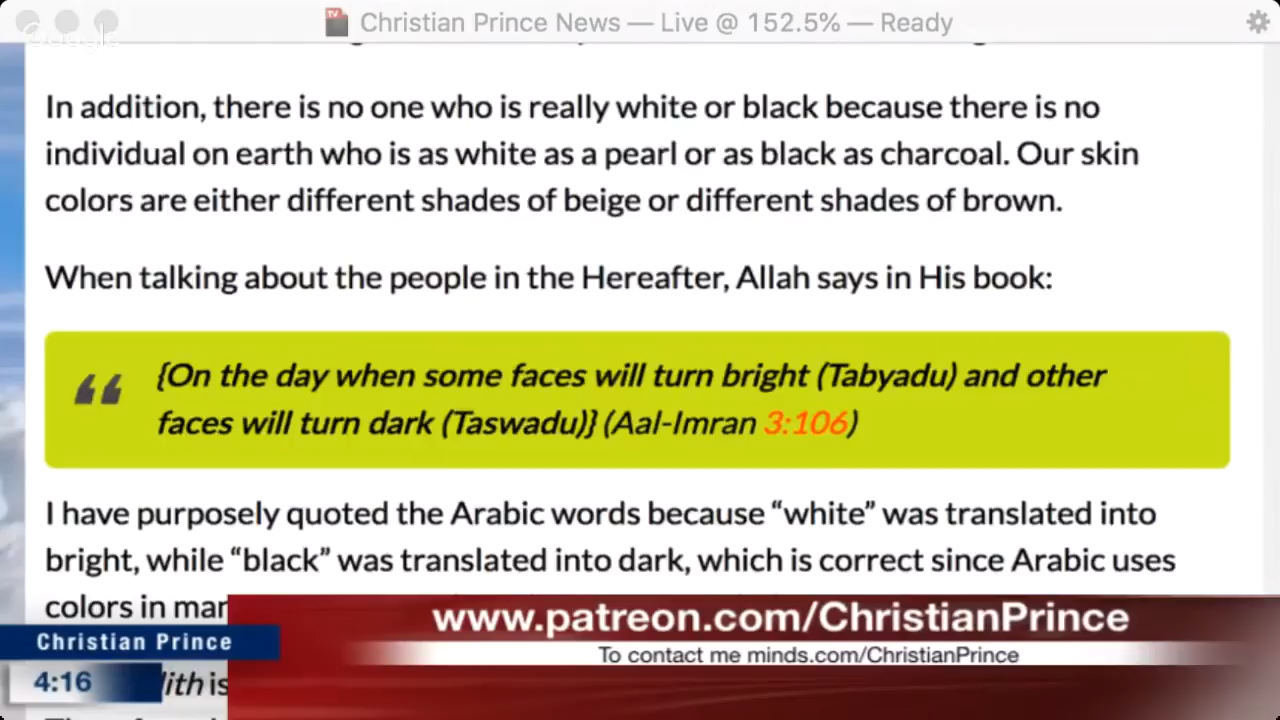 Christian Prince News — Live @ 152.5% — Ready
Google
In addition, there is no one who is really white or black because there is no
individual on earth who is as white as a pearl or as black as charcoal. Our skin
colors are either different shades of beige or different shades of brown.
When talking about the people in the Hereafter, Allah says in His book:
{On the day when some faces will turn bright (Tabyadu) and other
faces will turn dark (Taswadu)} (Aal-Imran 3:106)
I have purposely quoted the Arabic words because “white” was translated into
bright, while “black” was translated into dark, which is correct since Arabic uses
colors in
www.patreon.com/ChristianPrince
Christian Prince
To contact me minds.com/ChristianPrince
4:16
is